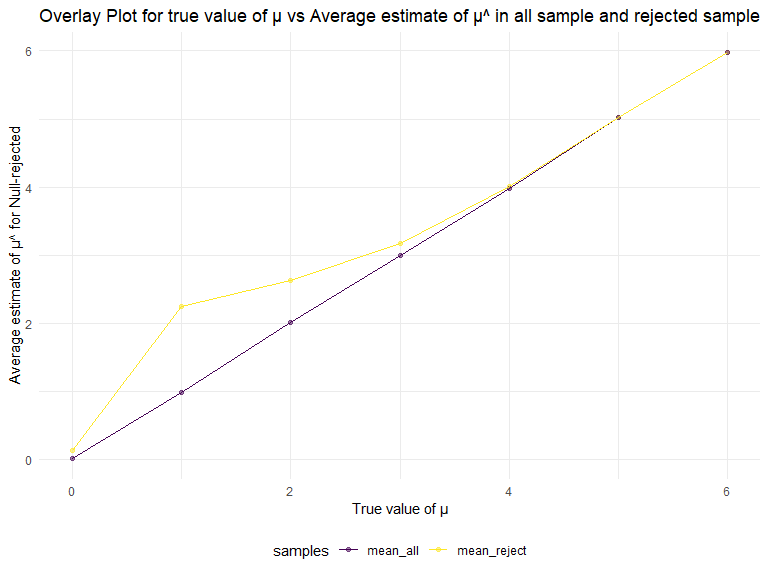 Overlay Plot for true value of μ vs Average estimate of μ^ in all sample and rejected sample
Average estimate of μ^ for Null-rejected
6
4
2
0
0
2
4
6
True value of μ
samples
mean_all
mean_reject